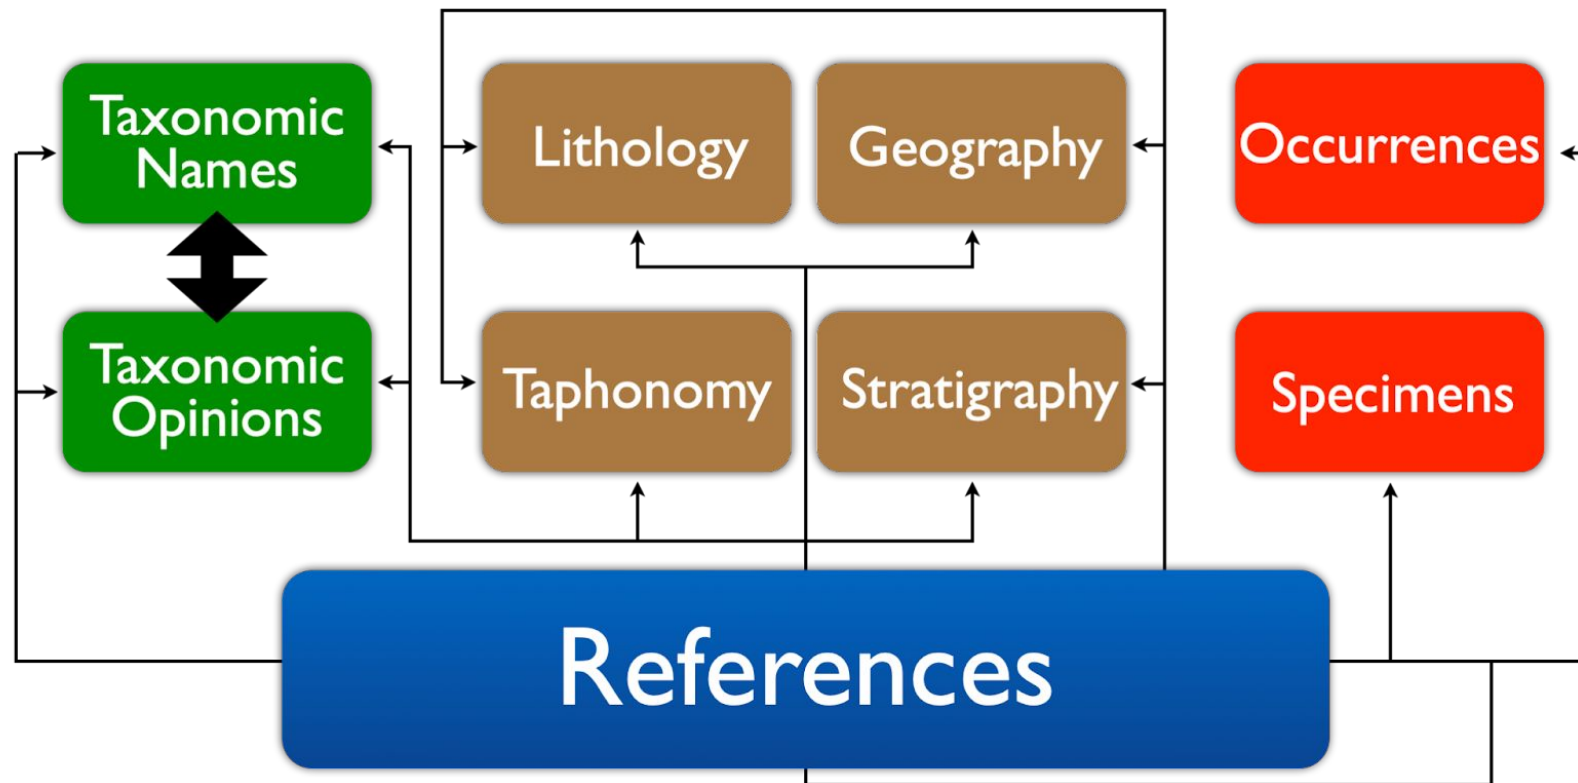 Taxonomic
Names
Lithology
Geography
Occurrences
Taxonomic
Opinions
Taphonomy
Stratigraphy
Specimens
References